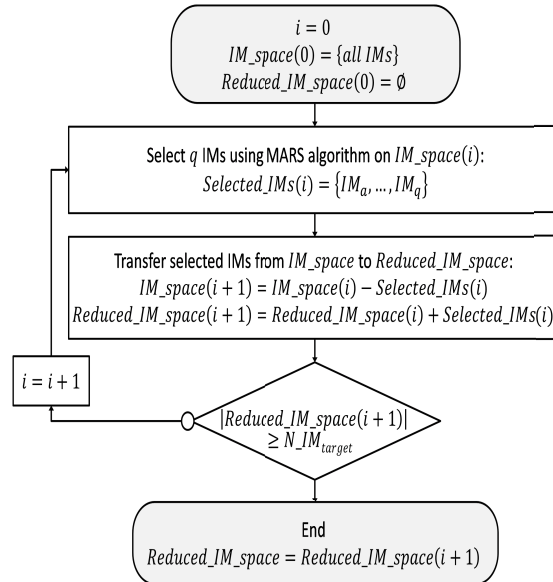 i = 0
IM_space(0) = {all IMs}
Reduced_IM_space(0) = ∅
Select q IMs using MARS algorithm on IM_space(i):
Selected_IMs(i) = {IM_a, … , IM_q}
Transfer selected IMs from IM_space to Reduced_IM_space:
IM_space(i + 1) = IM_space(i) − Selected_IMs(i)
Reduced_IM_space(i + 1) = Reduced_IM_space(i) + Selected_IMs(i)
i = i + 1
|Reduced_IM_space(i + 1)|
≥ N_IM_target
End
Reduced_IM_space = Reduced_IM_space(i + 1)